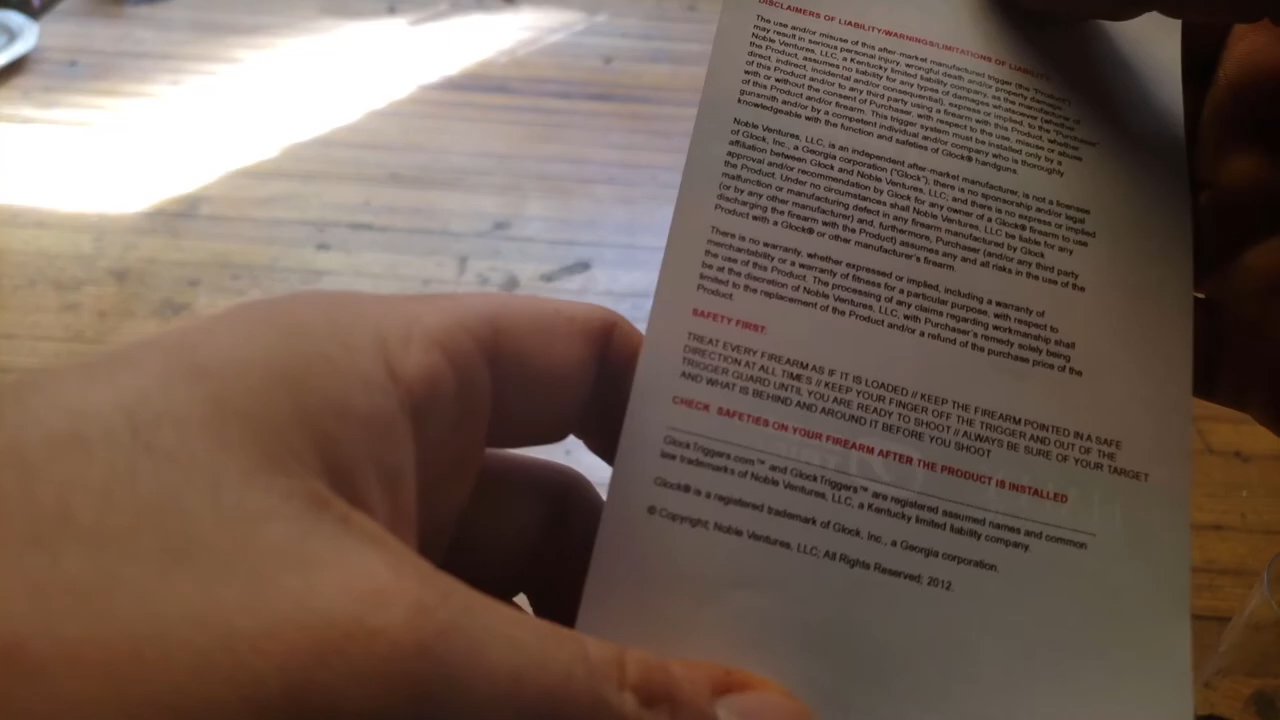 DISCLAIMERS OF LIABILITY/WARNINGS/LIMITATIONS OF LIABILITY:
The use and/or misuse of this after-market manufactured trigger (the "Product")
may result in serious personal injury, wrongful death and/or property damage.
Noble Ventures, LLC, a Kentucky limited liability company, as the manufacturer of
the Product, assumes no liability for any types of damages whatsoever (whether
direct, indirect, incidental and/or consequential), express or implied, to the "Purchaser"
of this Product and/or to any third party using a firearm with this Product, whether
with or without the consent of Purchaser, with respect to the use, misuse or abuse
of this Product and/or firearm. This trigger system must be installed only by a
gunsmith and/or by a competent individual and/or company who is thoroughly
knowledgeable with the function and safeties of Glock® handguns.
Noble Ventures, LLC, is an independent after-market manufacturer, is not a licensee
of Glock, Inc., a Georgia corporation ("Glock"), there is no sponsorship and/or legal
affiliation between Glock and Noble Ventures, LLC, and there is no express or implied
approval and/or recommendation by Glock for any owner of a Glock® firearm to use
the Product. Under no circumstances shall Noble Ventures, LLC be liable for any
malfunction or manufacturing defect in any firearm manufactured by Glock
(or by any other manufacturer) and, furthermore, Purchaser (and/or any third party
discharging the firearm with the Product) assumes any and all risks in the use of the
Product with a Glock® or other manufacturer's firearm.
There is no warranty, whether expressed or implied, including a warranty of
merchantability or a warranty of fitness for a particular purpose, with respect to
the use of this Product. The processing of any claims regarding workmanship shall
be at the discretion of Noble Ventures, LLC, with Purchaser's remedy solely being
limited to the replacement of the Product and/or a refund of the purchase price of the
Product.
SAFETY FIRST:
TREAT EVERY FIREARM AS IF IT IS LOADED // KEEP THE FIREARM POINTED IN A SAFE
DIRECTION AT ALL TIMES // KEEP YOUR FINGER OFF THE TRIGGER AND OUT OF THE
TRIGGER GUARD UNTIL YOU ARE READY TO SHOOT // ALWAYS BE SURE OF YOUR TARGET
AND WHAT IS BEHIND AND AROUND IT BEFORE YOU SHOOT
CHECK SAFETIES ON YOUR FIREARM AFTER THE PRODUCT IS INSTALLED
GlockTriggers.com™ and GlockTriggers™ are registered assumed names and common
law trademarks of Noble Ventures, LLC, a Kentucky limited liability company.
Glock® is a registered trademark of Glock, Inc., a Georgia corporation.
© Copyright; Noble Ventures, LLC; All Rights Reserved; 2012.